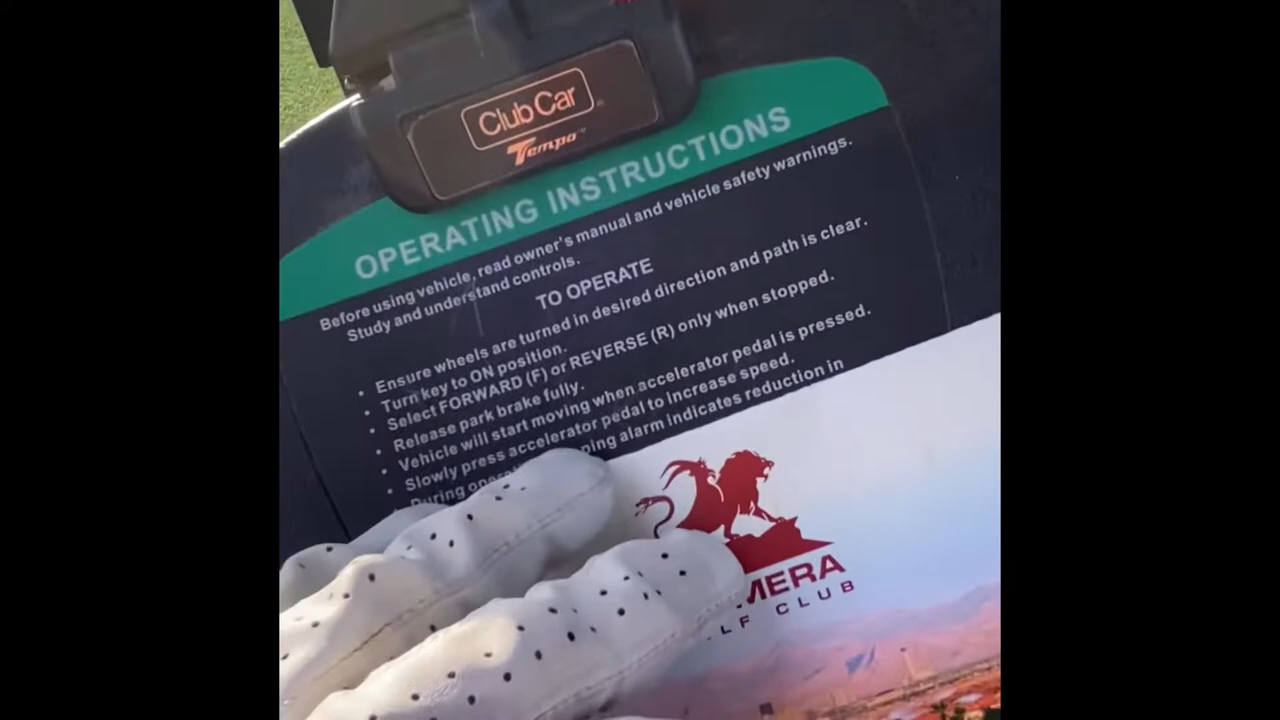 Club Car
Tempo™
OPERATING INSTRUCTIONS
Before using vehicle, read owner's manual and vehicle safety warnings.
Study and understand controls.
TO OPERATE
• Ensure wheels are turned in desired direction and path is clear.
• Turn key to ON position.
• Select FORWARD (F) or REVERSE (R) only when stopped.
• Release park brake fully.
• Vehicle will start moving when accelerator pedal is pressed.
• Slowly press accelerator pedal to increase speed.
• During alarm indicates reduction in
MERA
LF CLUB